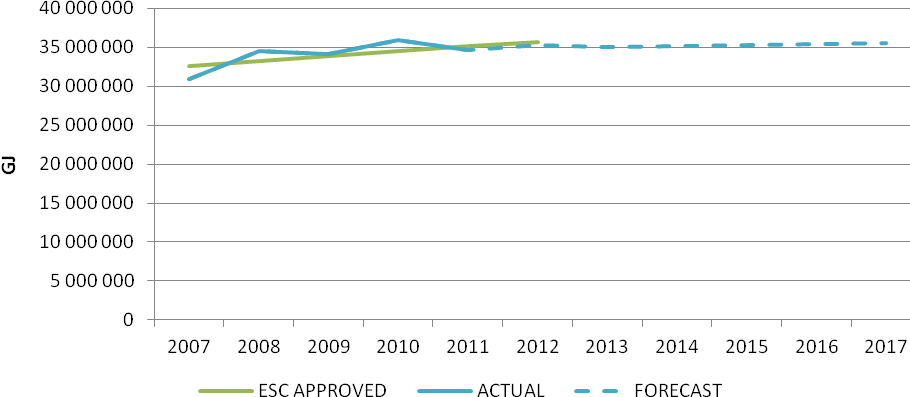 40 000 000
35 000 000
30 000 000
25 000 000
20 000 000
15 000 000
10 000 000
5 000 000
0
GJ
2007 2008 2009 2010 2011 2012 2013 2014 2015 2016 2017
ESC APPROVED ACTUAL FORECAST